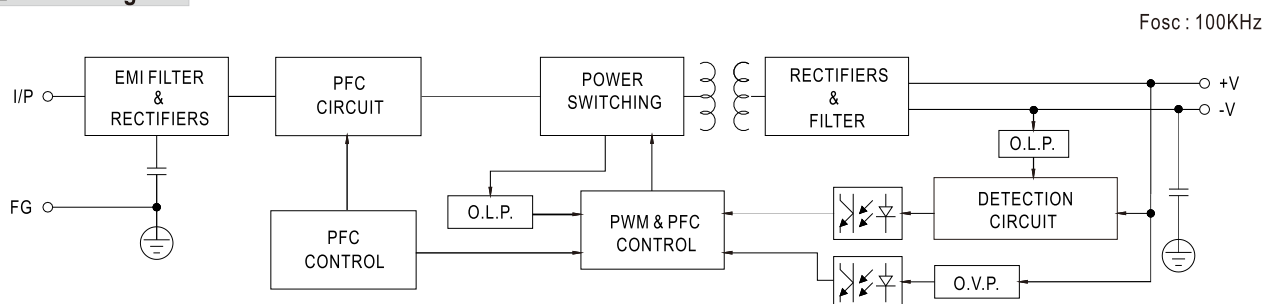 Fosc : 100KHz
I/P
EMI FILTER
&
RECTIFIERS
PFC
CIRCUIT
POWER
SWITCHING
RECTIFIERS
&
FILTER
+V
-V
O.L.P.
FG
O.L.P.
PFC
CONTROL
PWM & PFC
CONTROL
DETECTION
CIRCUIT
O.V.P.